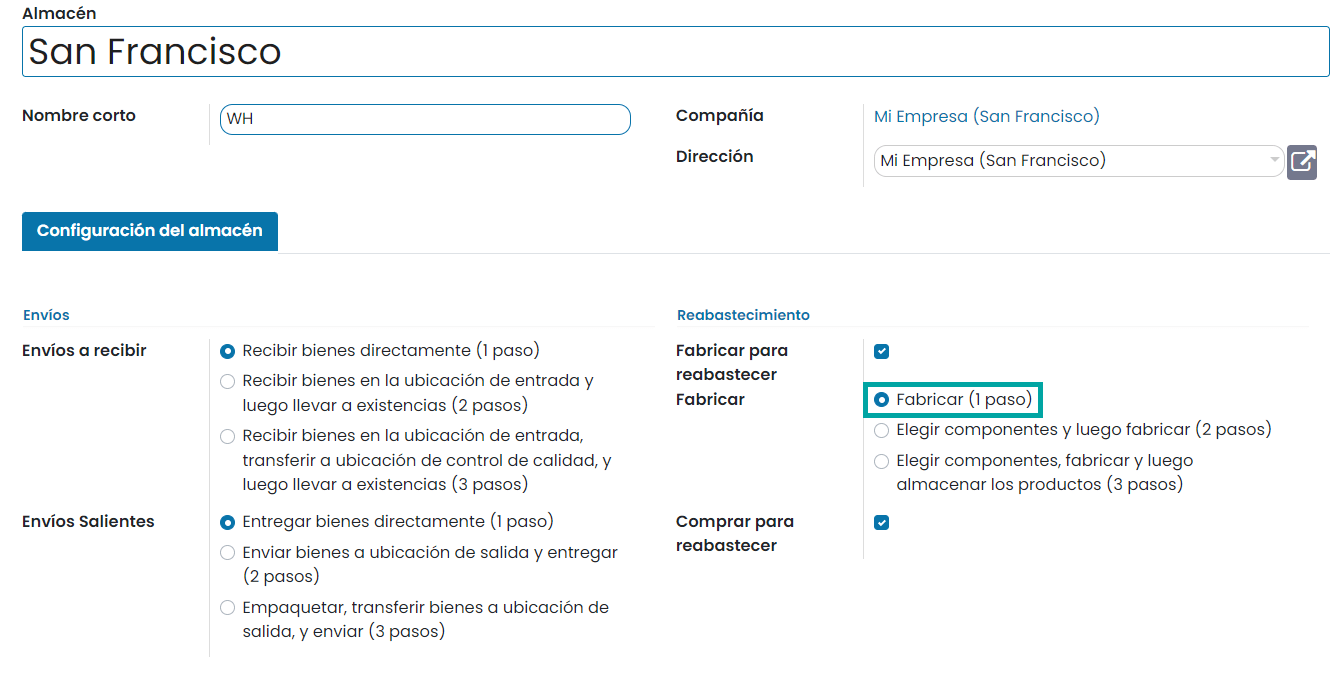 Almacén
San Francisco
Nombre corto
WH
Compañía
Mi Empresa (San Francisco)
Dirección
Mi Empresa (San Francisco)
Configuración del almacén
Envíos
Envíos a recibir
Recibir bienes directamente (1 paso)
Recibir bienes en la ubicación de entrada y
luego llevar a existencias (2 pasos)
Recibir bienes en la ubicación de entrada,
transferir a ubicación de control de calidad, y
luego llevar a existencias (3 pasos)
Envíos Salientes
Entregar bienes directamente (1 paso)
Enviar bienes a ubicación de salida y entregar
(2 pasos)
Empaquetar, transferir bienes a ubicación de
salida, y enviar (3 pasos)
Reabastecimiento
Fabricar para
reabastecer
Fabricar
Fabricar (1 paso)
Elegir componentes y luego fabricar (2 pasos)
Elegir componentes, fabricar y luego
almacenar los productos (3 pasos)
Comprar para
reabastecer